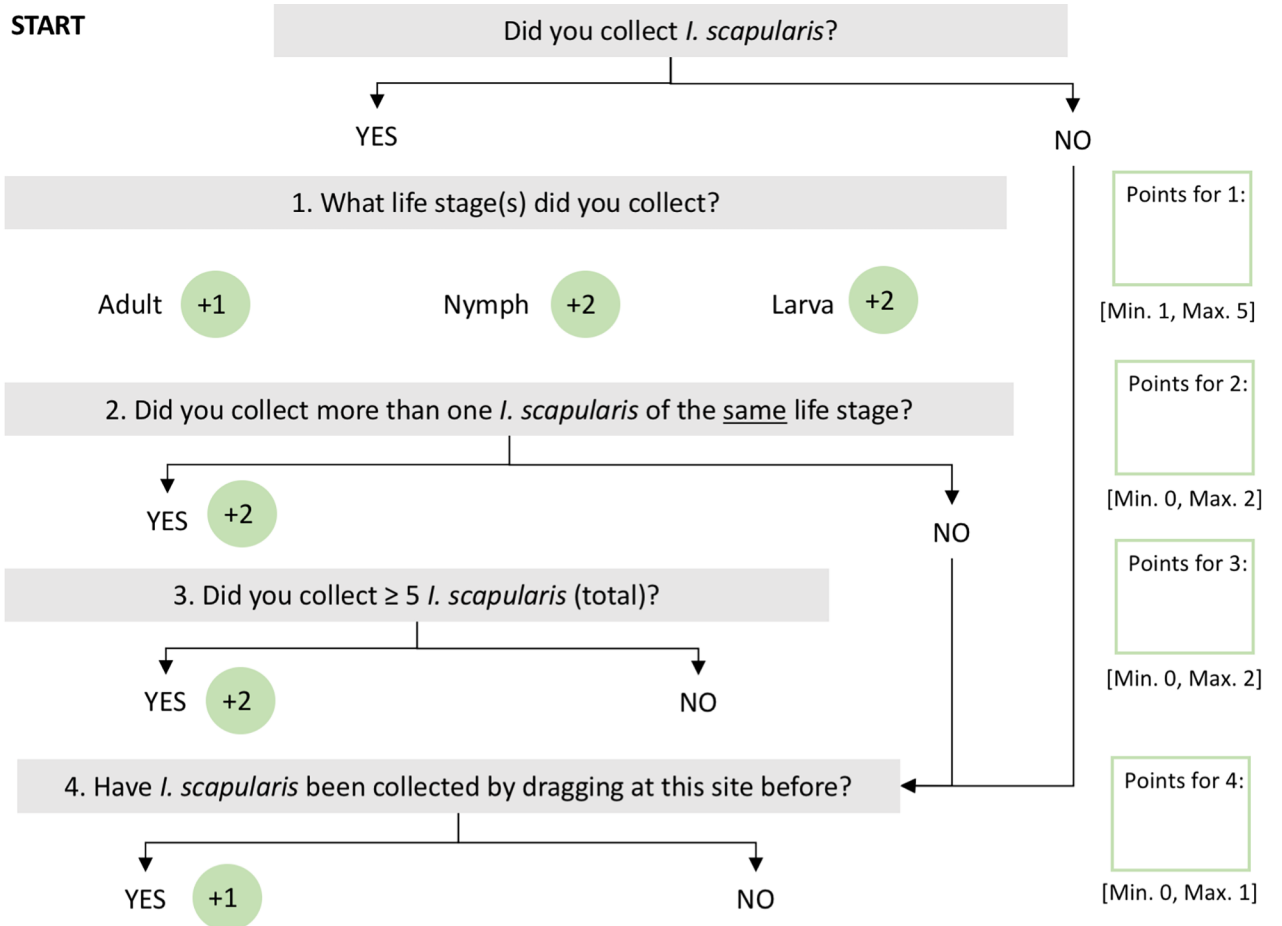 START
Did you collect I. scapularis?
YES
NO
1. What life stage(s) did you collect?
Points for 1:
Adult +1
Nymph +2
Larva +2
[Min. 1, Max. 5]
2. Did you collect more than one I. scapularis of the same life stage?
Points for 2:
YES +2
NO
[Min. 0, Max. 2]
3. Did you collect ≥ 5 I. scapularis (total)?
Points for 3:
YES +2
NO
[Min. 0, Max. 2]
4. Have I. scapularis been collected by dragging at this site before?
Points for 4:
YES +1
NO
[Min. 0, Max. 1]